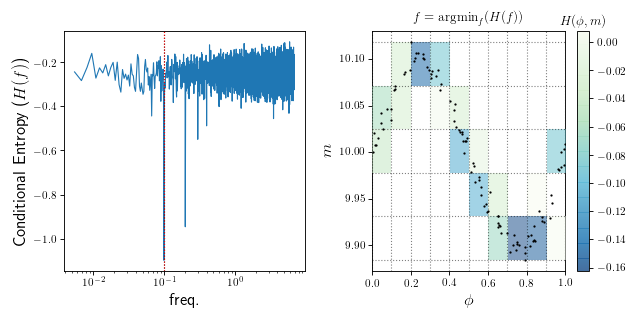 f = argmin_f(H(f))
H(ϕ, m)
Conditional Entropy (H(f))
−0.2
−0.4
−0.6
−0.8
−1.0
10⁻² 10⁻¹ 10⁰
freq.
m
10.10
10.05
10.00
9.95
9.90
0.0 0.2 0.4 0.6 0.8 1.0
ϕ
0.00
−0.02
−0.04
−0.06
−0.08
−0.10
−0.12
−0.14
−0.16